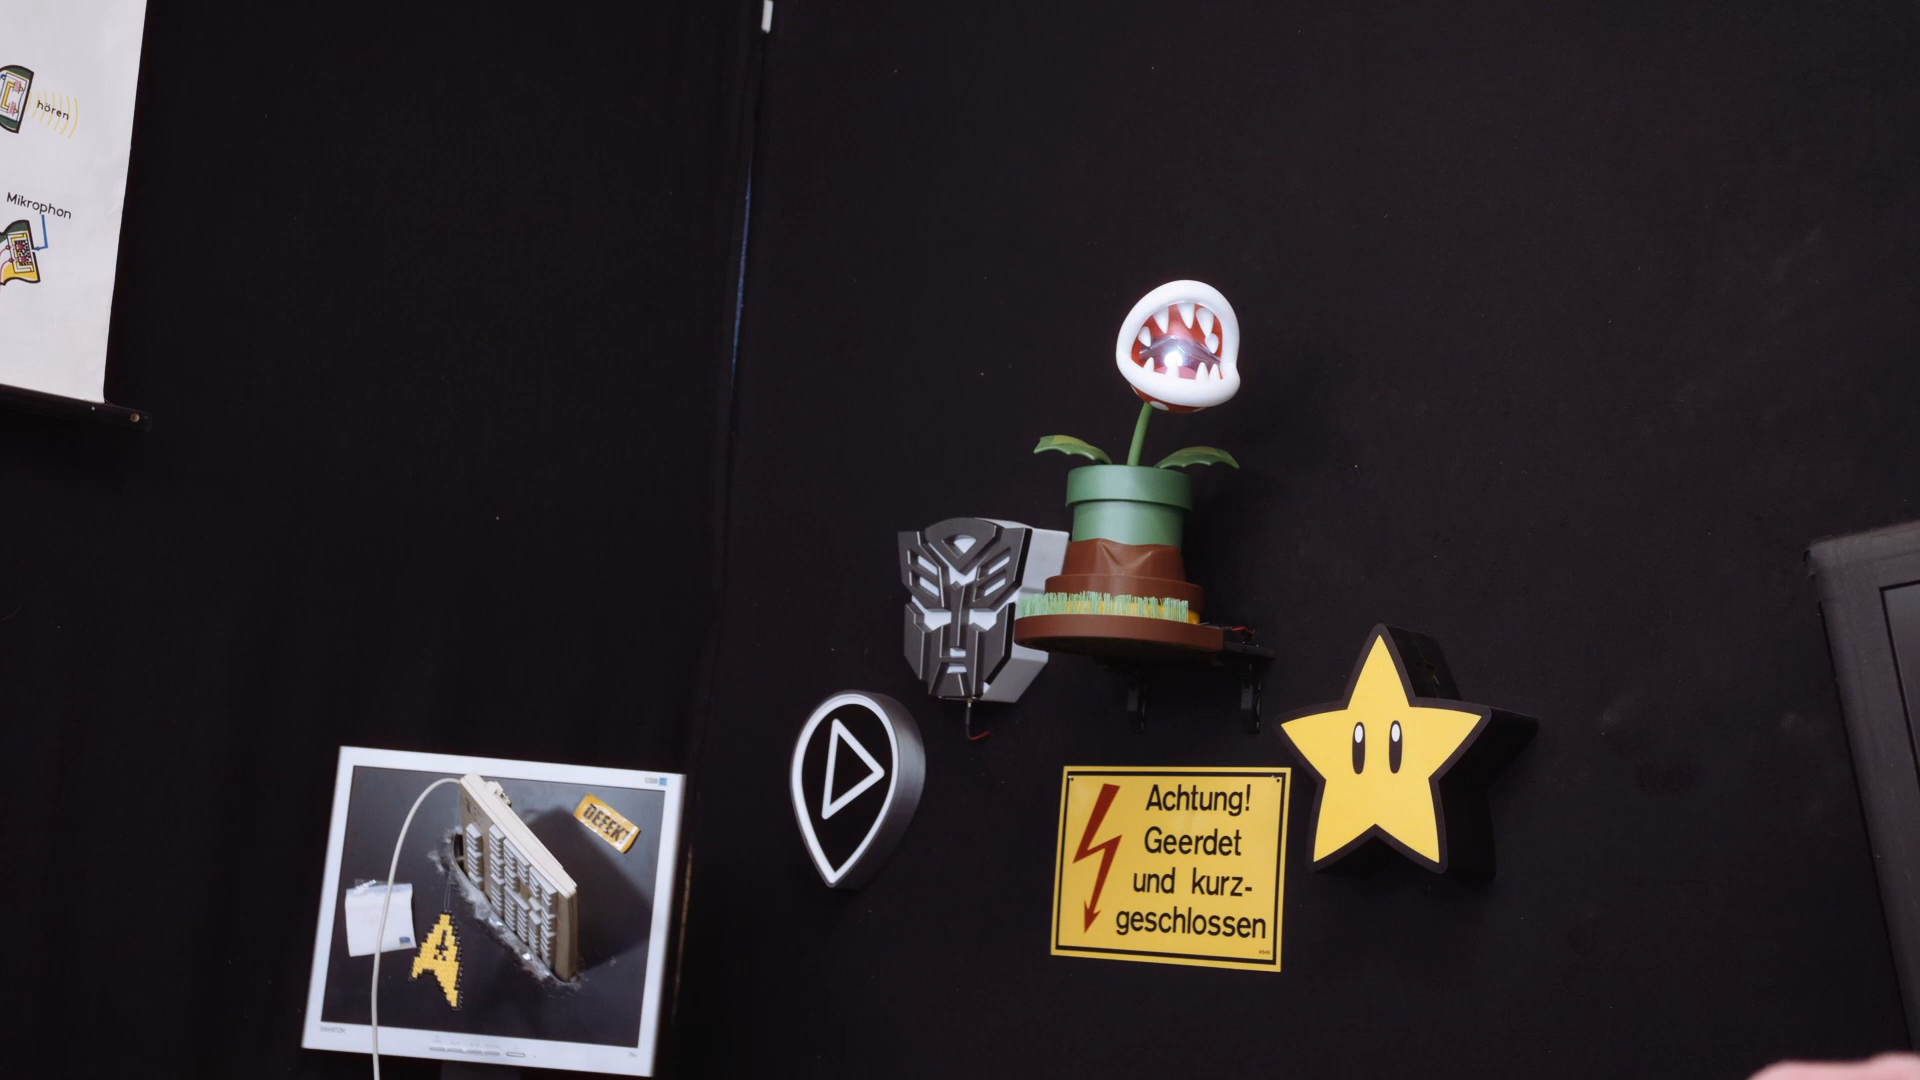 hören
Mikrophon
DEFEKT
Achtung!
Geerdet
und kurz-
geschlossen
A